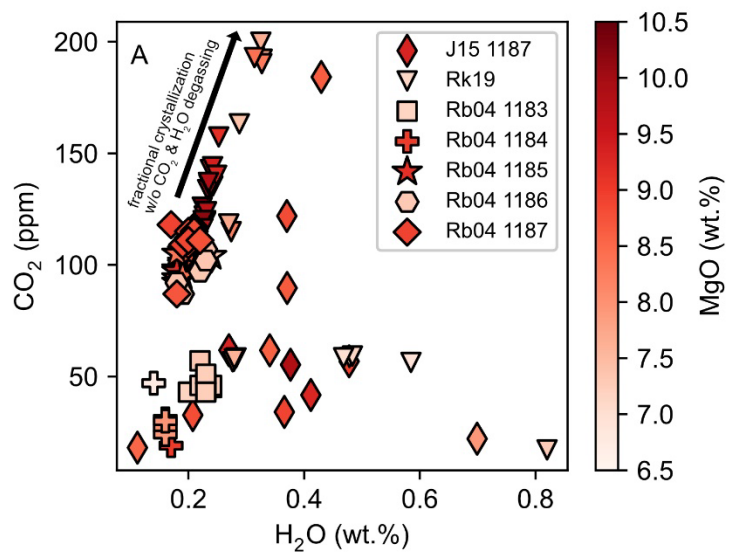 A
fractional crystallization
w/o CO₂ & H₂O degassing
J15 1187
Rk19
Rb04 1183
Rb04 1184
Rb04 1185
Rb04 1186
Rb04 1187
200
150
100
50
CO₂ (ppm)
0.2 0.4 0.6 0.8
H₂O (wt.%)
10.5
10.0
9.5
9.0
8.5
8.0
7.5
7.0
6.5
MgO (wt.%)